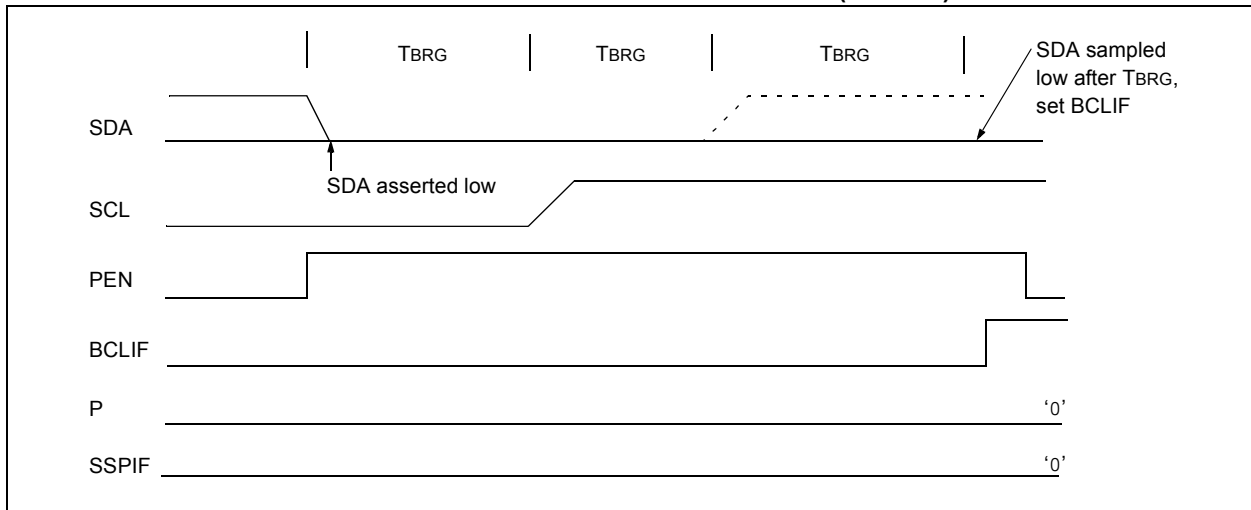 TBRG TBRG TBRG
SDA sampled
low after TBRG,
set BCLIF
SDA
SDA asserted low
SCL
PEN
BCLIF
P
‘0’
SSPIF
‘0’